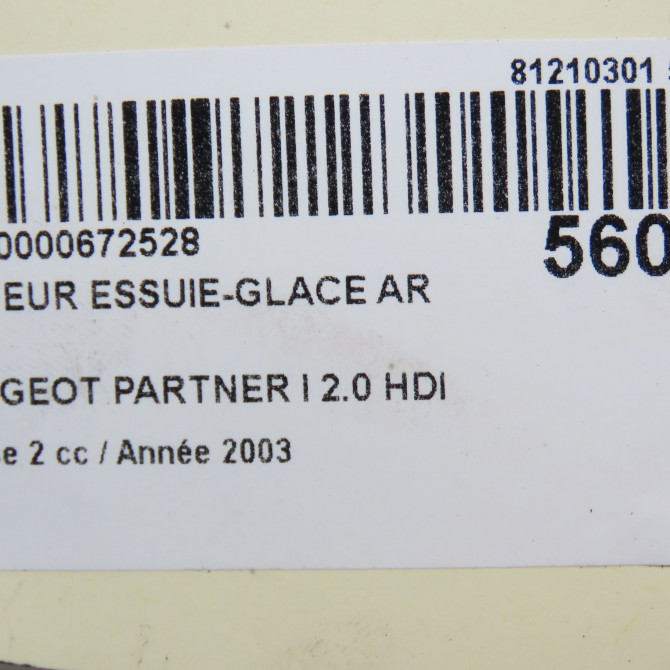 81210301
0000672528
560
EUR ESSUIE-GLACE AR
GEOT PARTNER I 2.0 HDI
e 2 cc / Année 2003